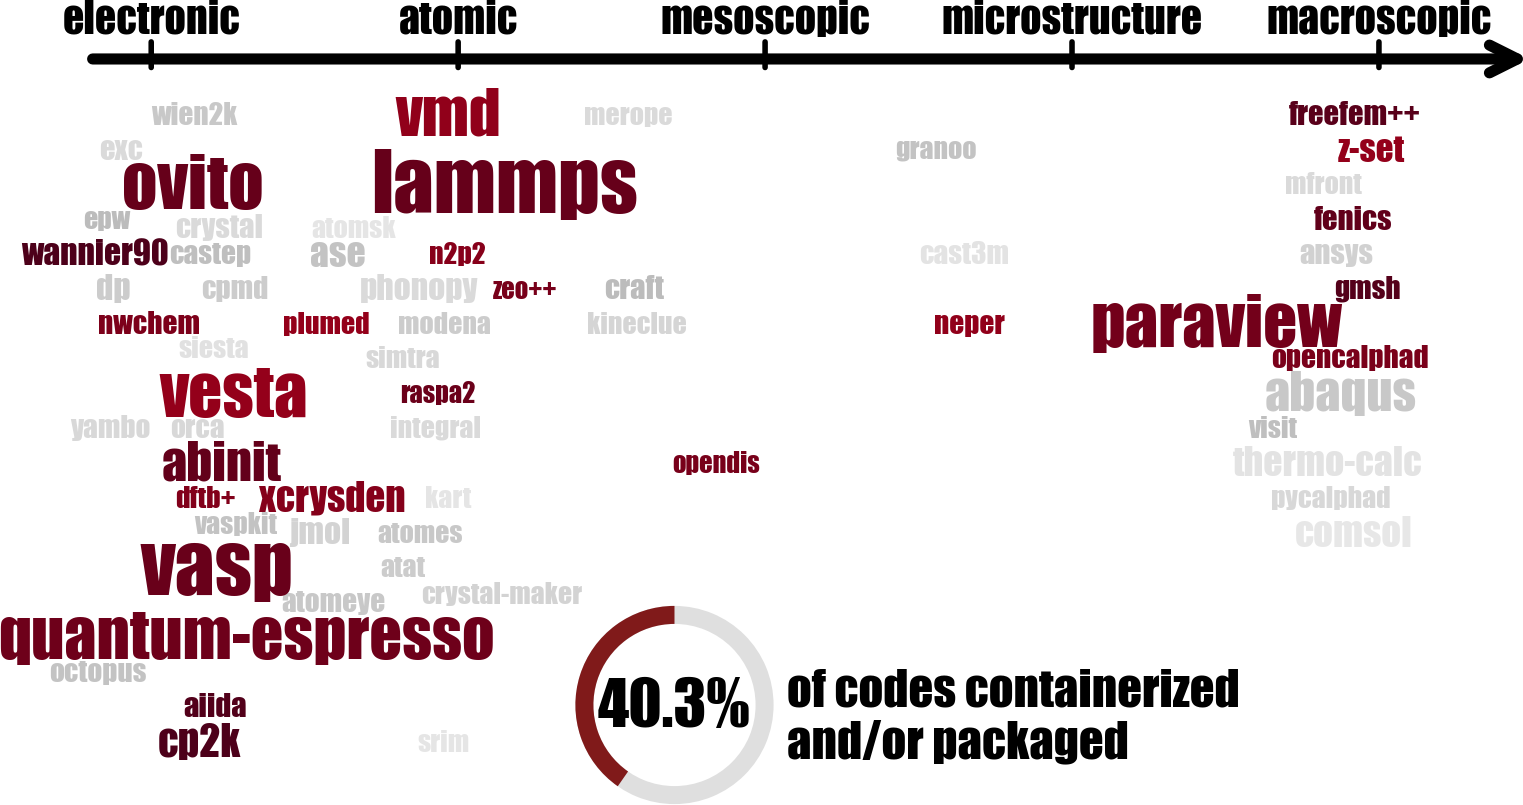 electronic atomic mesoscopic microstructure macroscopic
wien2k vmd merope freefem++
exc granoo z-set
ovito lammps mfront
epw crystal atomsk fenics
wannier90 castep ase n2p2 cast3m ansys
dp cpmd phonopy zeo++ craft gmsh
nwchem plumed modena kineclue neper paraview
siesta simtra opencalphad
vesta raspa2 abaqus
yambo orca integral visit
abinit opendis thermo-calc
dftb+ xcrysden kart pycalphad
vaspkit jmol atomes comsol
vasp atat
atomeye crystal-maker
quantum-espresso
octopus
aiida
cp2k srim
40.3%
of codes containerized
and/or packaged